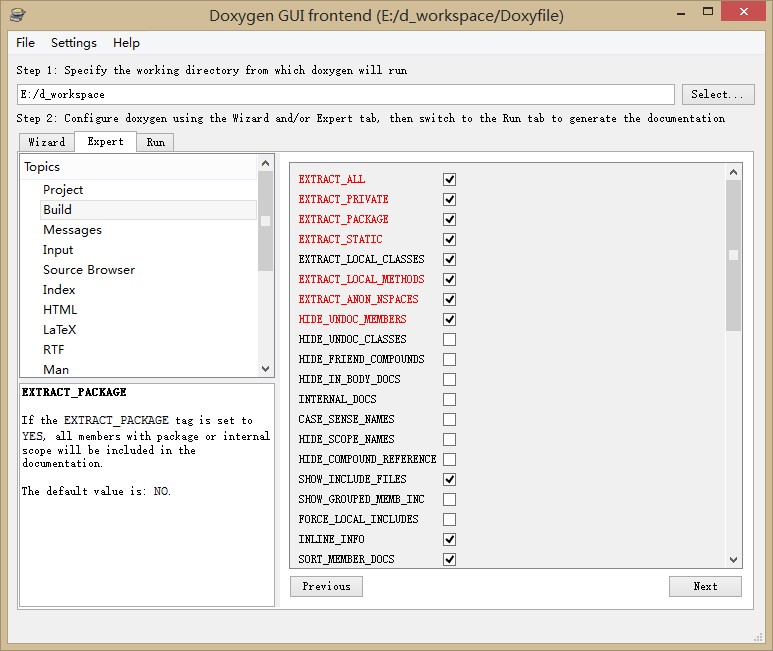 Doxygen GUI frontend (E:/d_workspace/Doxyfile)
File Settings Help
Step 1: Specify the working directory from which doxygen will run
E:/d_workspace
Select...
Step 2: Configure doxygen using the Wizard and/or Expert tab, then switch to the Run tab to generate the documentation
Wizard Expert Run
Topics
Project
Build
Messages
Input
Source Browser
Index
HTML
LaTeX
RTF
Man
EXTRACT_PACKAGE
If the EXTRACT_PACKAGE tag is set to
YES, all members with package or internal
scope will be included in the
documentation.
The default value is: NO.
EXTRACT_ALL
EXTRACT_PRIVATE
EXTRACT_PACKAGE
EXTRACT_STATIC
EXTRACT_LOCAL_CLASSES
EXTRACT_LOCAL_METHODS
EXTRACT_ANON_NSPACES
HIDE_UNDOC_MEMBERS
HIDE_UNDOC_CLASSES
HIDE_FRIEND_COMPOUNDS
HIDE_IN_BODY_DOCS
INTERNAL_DOCS
CASE_SENSE_NAMES
HIDE_SCOPE_NAMES
HIDE_COMPOUND_REFERENCE
SHOW_INCLUDE_FILES
SHOW_GROUPED_MEMB_INC
FORCE_LOCAL_INCLUDES
INLINE_INFO
SORT_MEMBER_DOCS
Previous
Next